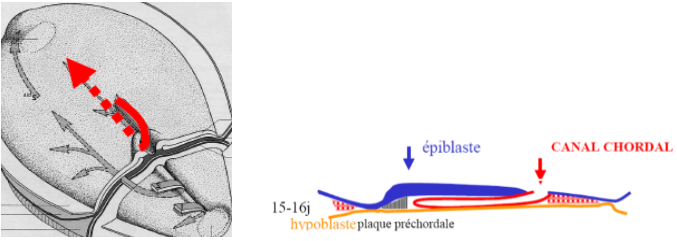 épiblaste
CANAL CHORDAL
15-16j
hypoblaste plaque préchordale